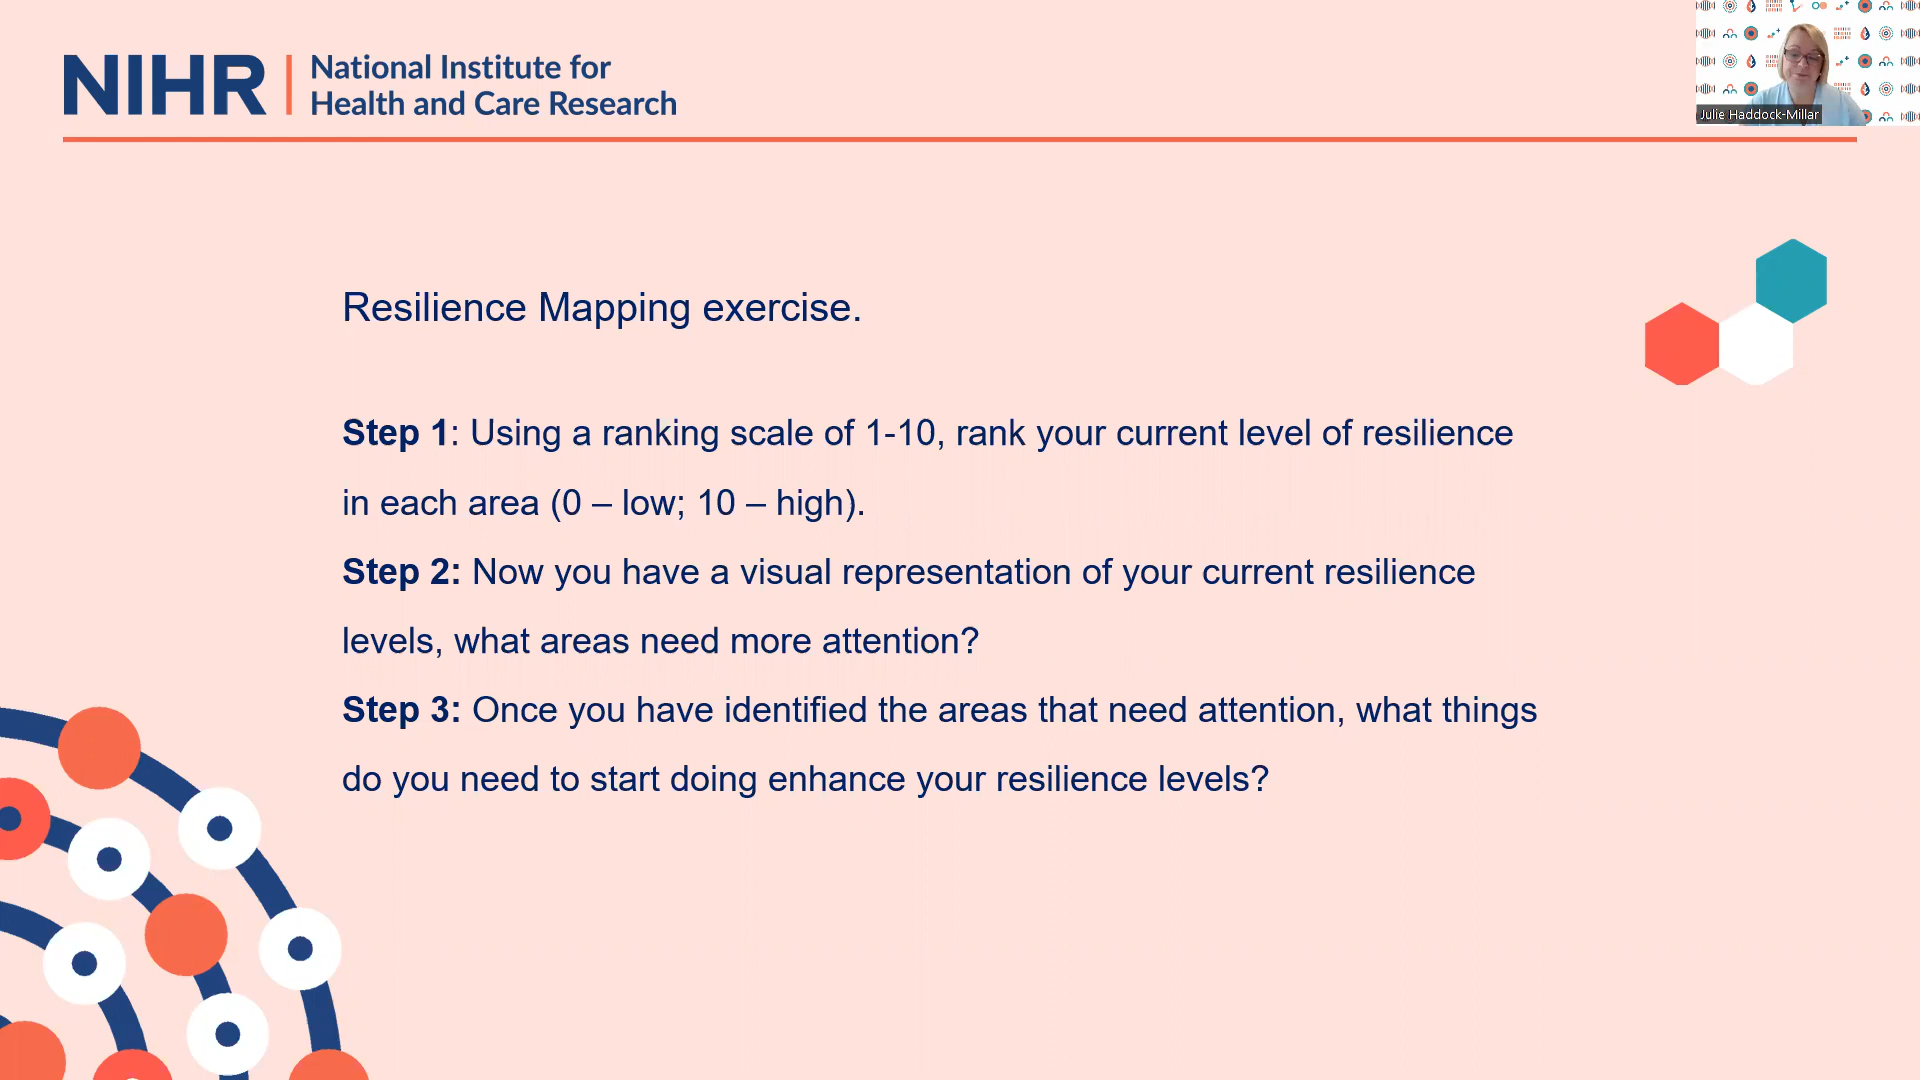 NIHR | National Institute for
Health and Care Research
Julie Haddock-Millar
Resilience Mapping exercise.
Step 1: Using a ranking scale of 1-10, rank your current level of resilience
in each area (0 – low; 10 – high).
Step 2: Now you have a visual representation of your current resilience
levels, what areas need more attention?
Step 3: Once you have identified the areas that need attention, what things
do you need to start doing enhance your resilience levels?